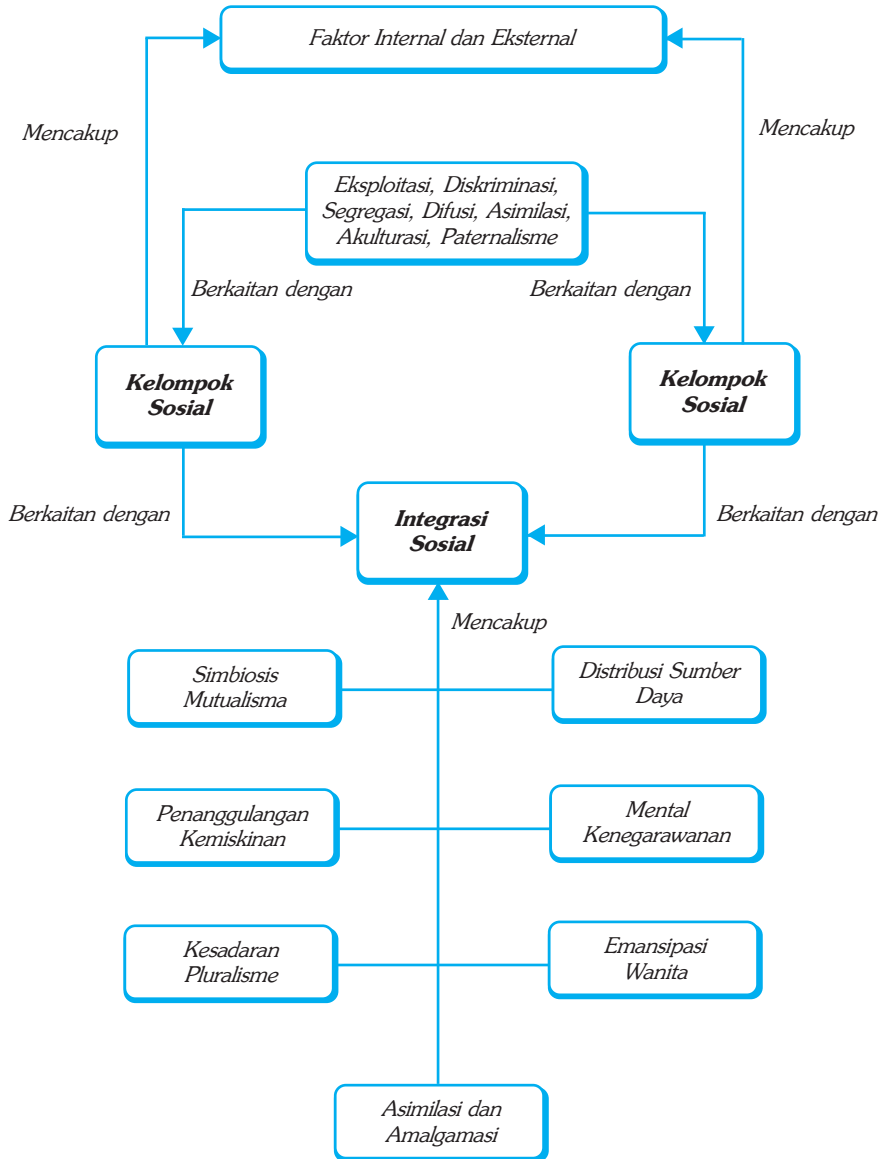 Faktor Internal dan Eksternal
Mencakup
Mencakup
Eksploitasi, Diskriminasi,
Segregasi, Difusi, Asimilasi,
Akulturasi, Paternalisme
Berkaitan dengan
Berkaitan dengan
Kelompok
Sosial
Kelompok
Sosial
Berkaitan dengan
Integrasi
Sosial
Berkaitan dengan
Mencakup
Simbiosis
Mutualisma
Distribusi Sumber
Daya
Penanggulangan
Kemiskinan
Mental
Kenegarawanan
Kesadaran
Pluralisme
Emansipasi
Wanita
Asimilasi dan
Amalgamasi